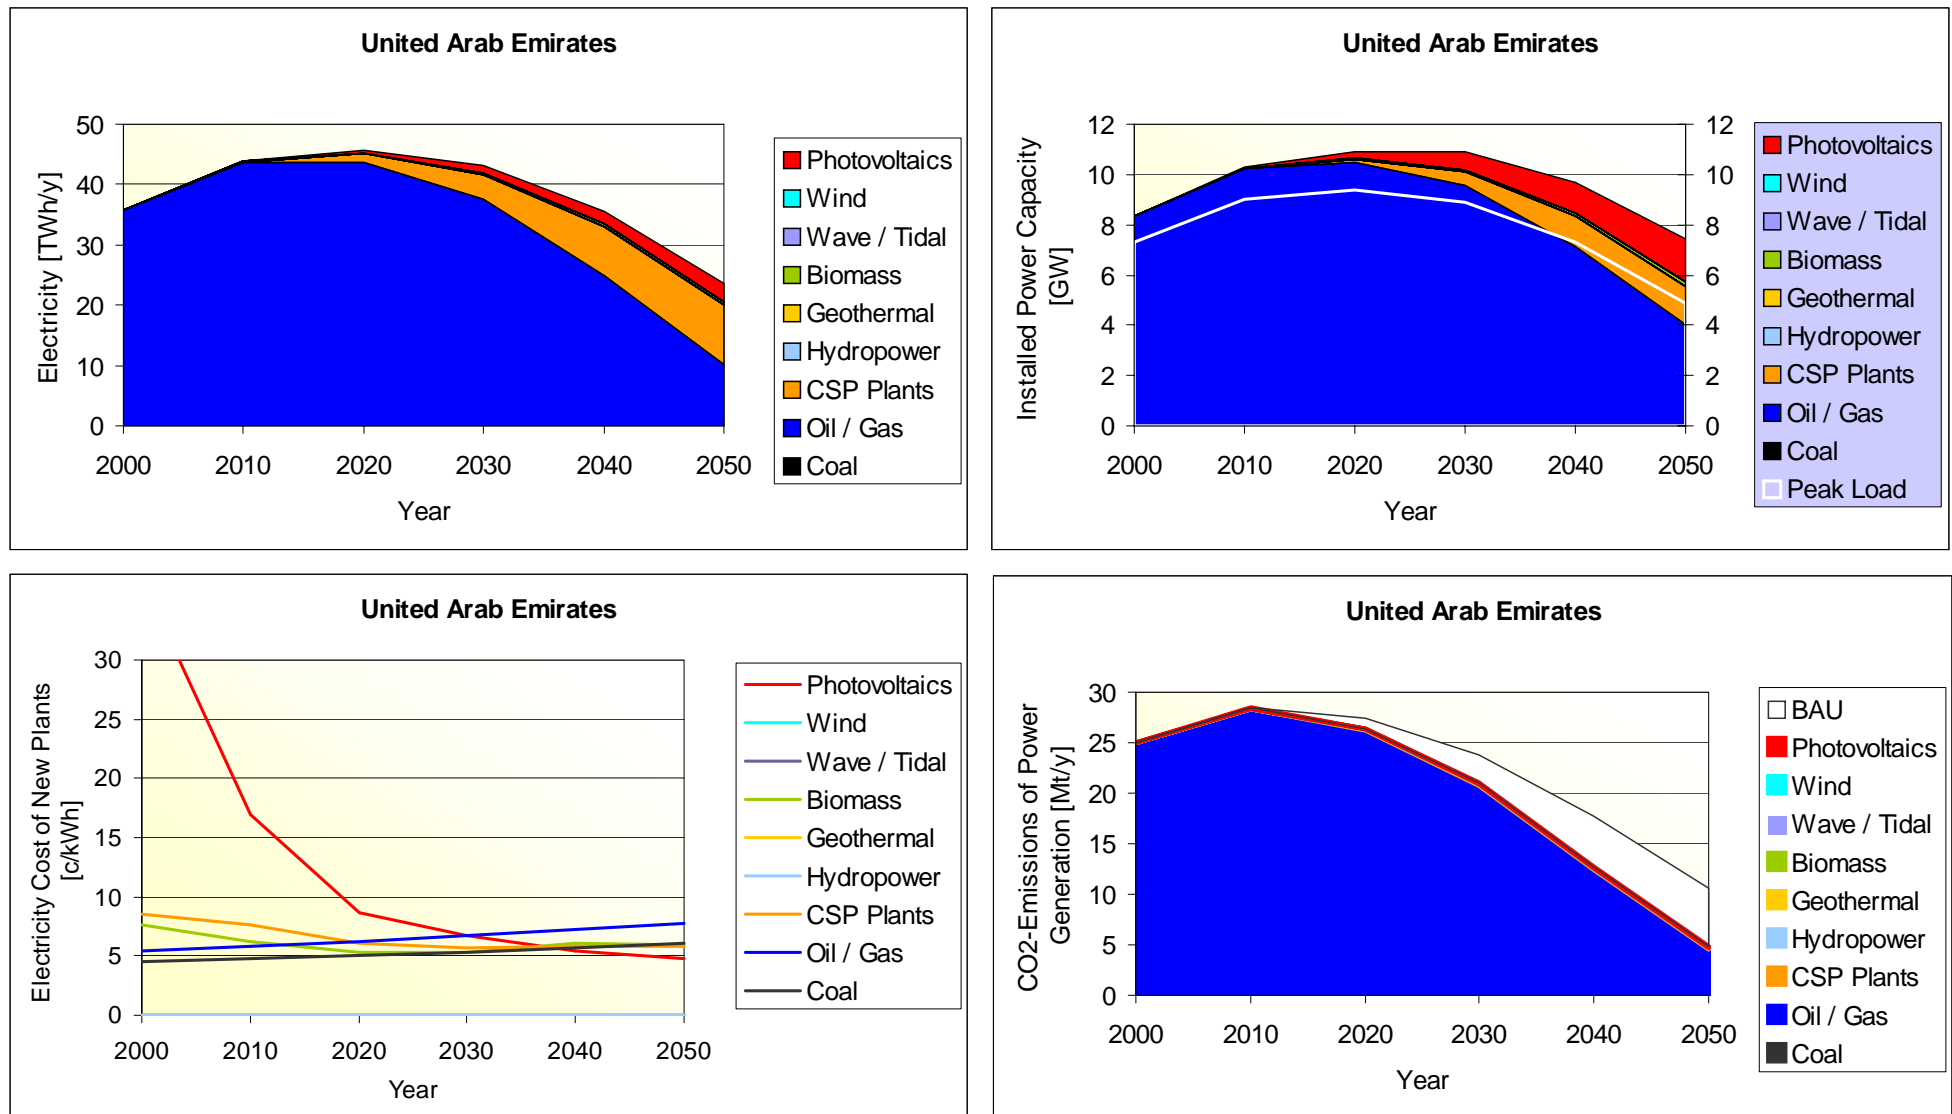 United Arab Emirates
Electricity [TWh/y]
50
40
30
20
10
0
2000 2010 2020 2030 2040 2050
Year
Photovoltaics
Wind
Wave / Tidal
Biomass
Geothermal
Hydropower
CSP Plants
Oil / Gas
Coal
United Arab Emirates
Installed Power Capacity
[GW]
12
10
8
6
4
2
0
12
10
8
6
4
2
0
2000 2010 2020 2030 2040 2050
Year
Photovoltaics
Wind
Wave / Tidal
Biomass
Geothermal
Hydropower
CSP Plants
Oil / Gas
Coal
Peak Load
United Arab Emirates
Electricity Cost of New Plants
[c/kWh]
30
25
20
15
10
5
0
2000 2010 2020 2030 2040 2050
Year
Photovoltaics
Wind
Wave / Tidal
Biomass
Geothermal
Hydropower
CSP Plants
Oil / Gas
Coal
United Arab Emirates
CO2-Emissions of Power
Generation [Mt/y]
30
25
20
15
10
5
0
2000 2010 2020 2030 2040 2050
Year
BAU
Photovoltaics
Wind
Wave / Tidal
Biomass
Geothermal
Hydropower
CSP Plants
Oil / Gas
Coal